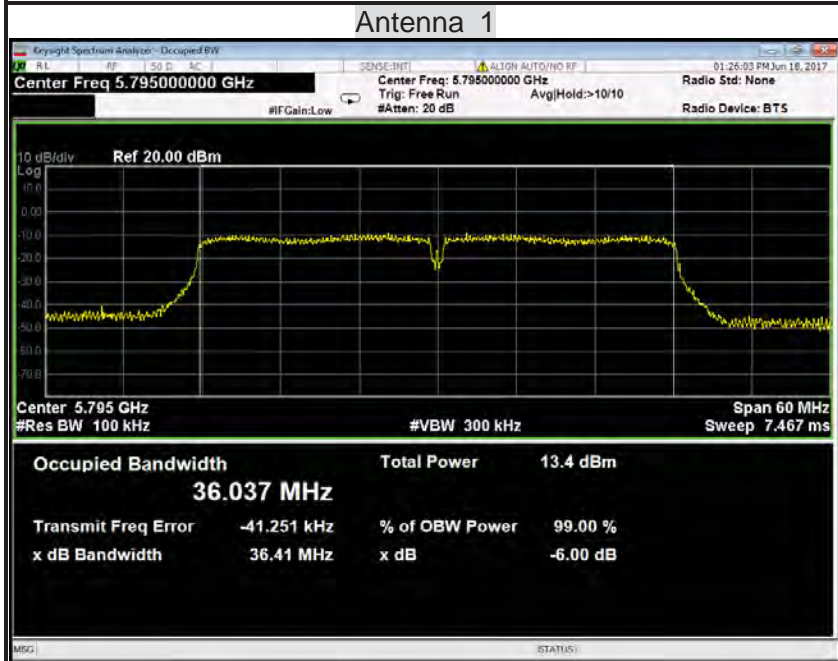 Antenna 1
Keysight Spectrum Analyzer - Occupied BW
RL RF 50 Ω AC SENSE:INT ALIGN AUTO/NO RF 01:26:03 PM Jun 18, 2017
Center Freq 5.795000000 GHz Center Freq: 5.795000000 GHz Radio Std: None
Trig: Free Run Avg|Hold:>10/10
#IFGain:Low #Atten: 20 dB Radio Device: BTS
10 dB/div Ref 20.00 dBm
Log
10.0
0.00
-10.0
-20.0
-30.0
-40.0
-50.0
-60.0
-70.0
Center 5.795 GHz Span 60 MHz
#Res BW 100 kHz #VBW 300 kHz Sweep 7.467 ms
Occupied Bandwidth Total Power 13.4 dBm
36.037 MHz
Transmit Freq Error -41.251 kHz % of OBW Power 99.00 %
x dB Bandwidth 36.41 MHz x dB -6.00 dB
MSG STATUS